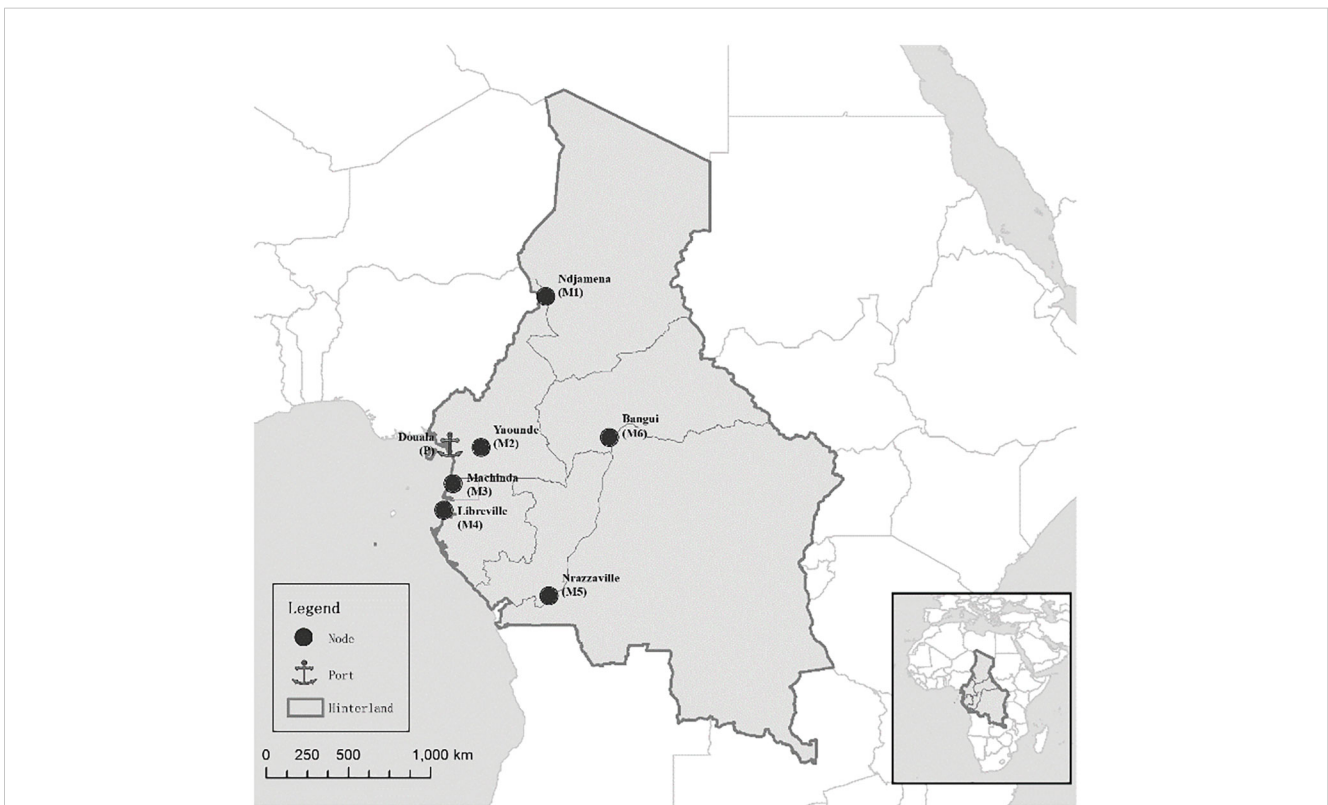 Ndjamena
(M1)
Bangui
(M6)
Douala
(P)
Yaounde
(M2)
Machinda
(M3)
Libreville
(M4)
Nrazzaville
(M5)
Legend
Node
Port
Hinterland
0 250 500 1,000 km